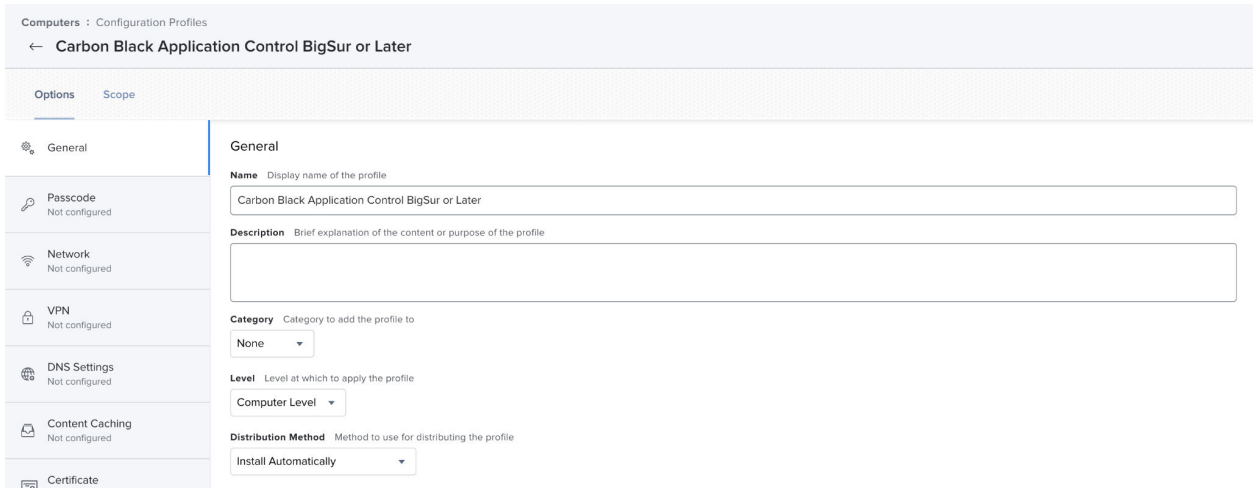 Computers : Configuration Profiles
← Carbon Black Application Control BigSur or Later
Options Scope
General
Passcode
Not configured
Network
Not configured
VPN
Not configured
DNS Settings
Not configured
Content Caching
Not configured
Certificate
General
Name Display name of the profile
Carbon Black Application Control BigSur or Later
Description Brief explanation of the content or purpose of the profile
Category Category to add the profile to
None
Level Level at which to apply the profile
Computer Level
Distribution Method Method to use for distributing the profile
Install Automatically